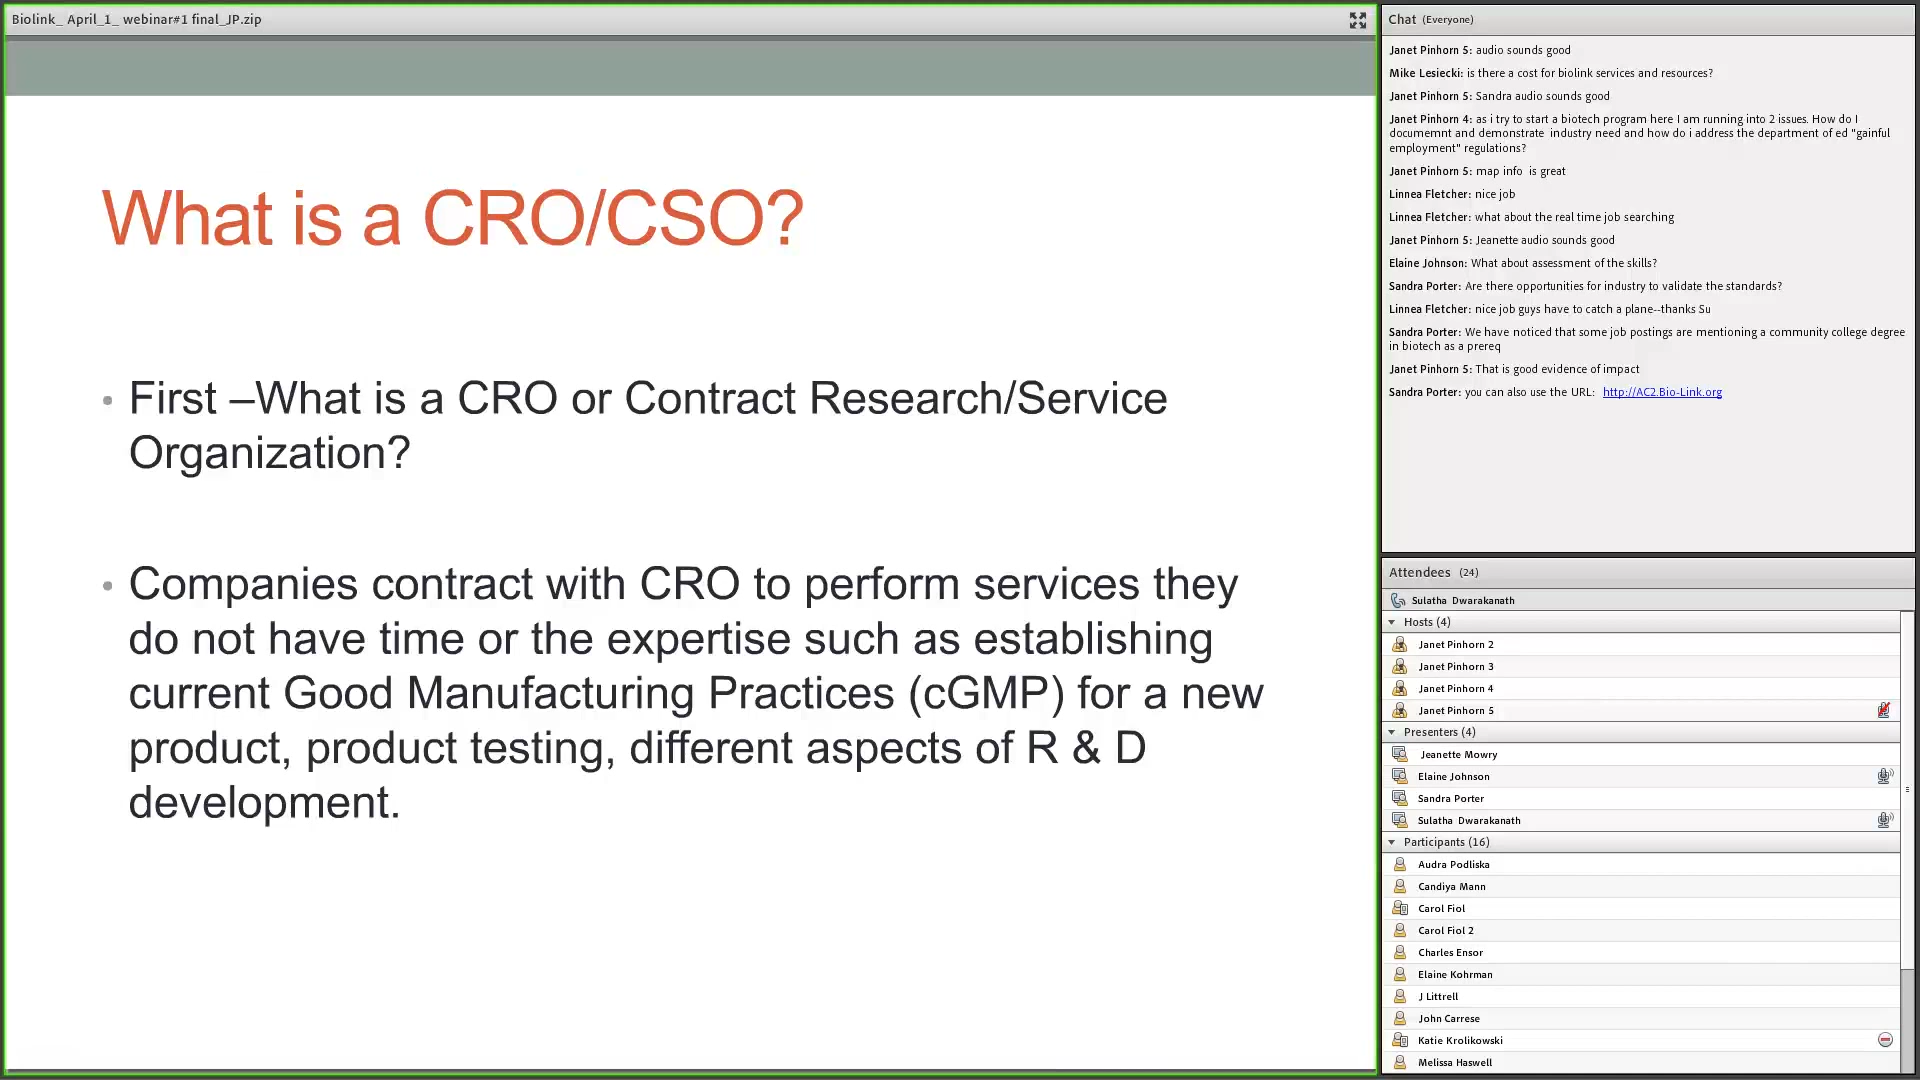 Biolink_ April_1_ webinar#1 final_JP.zip
What is a CRO/CSO?
• First –What is a CRO or Contract Research/Service
Organization?
• Companies contract with CRO to perform services they
do not have time or the expertise such as establishing
current Good Manufacturing Practices (cGMP) for a new
product, product testing, different aspects of R & D
development.
Chat (Everyone)
Janet Pinhorn 5: audio sounds good
Mike Lesiecki: is there a cost for biolink services and resources?
Janet Pinhorn 5: Sandra audio sounds good
Janet Pinhorn 4: as i try to start a biotech program here I am running into 2 issues. How do I
documemnt and demonstrate industry need and how do i address the department of ed "gainful
employment" regulations?
Janet Pinhorn 5: map info is great
Linnea Fletcher: nice job
Linnea Fletcher: what about the real time job searching
Janet Pinhorn 5: Jeanette audio sounds good
Elaine Johnson: What about assessment of the skills?
Sandra Porter: Are there opportunities for industry to validate the standards?
Linnea Fletcher: nice job guys have to catch a plane--thanks Su
Sandra Porter: We have noticed that some job postings are mentioning a community college degree
in biotech as a prereq
Janet Pinhorn 5: That is good evidence of impact
Sandra Porter: you can also use the URL: http://AC2.Bio-Link.org
Attendees (24)
Sulatha Dwarakanath
Hosts (4)
Janet Pinhorn 2
Janet Pinhorn 3
Janet Pinhorn 4
Janet Pinhorn 5
Presenters (4)
Jeanette Mowry
Elaine Johnson
Sandra Porter
Sulatha Dwarakanath
Participants (16)
Audra Podliska
Candiya Mann
Carol Fiol
Carol Fiol 2
Charles Ensor
Elaine Kohrman
J Littrell
John Carrese
Katie Krolikowski
Melissa Haswell